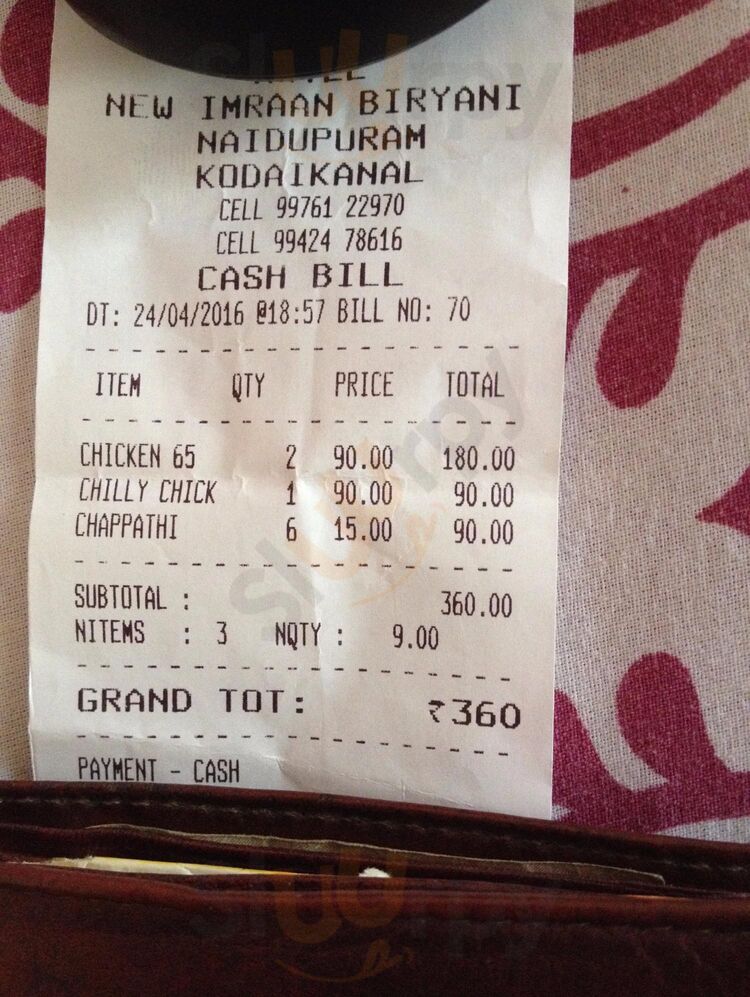 NEW IMRAAN BIRYANI
NAIDUPURAM
KODAIKANAL
CELL 99761 22970
CELL 99424 78616
CASH BILL
DT: 24/04/2016 @18:57 BILL NO: 70
ITEM QTY PRICE TOTAL
CHICKEN 65 2 90.00 180.00
CHILLY CHICK 1 90.00 90.00
CHAPPATHI 6 15.00 90.00
SUBTOTAL : 360.00
NITEMS : 3 NQTY : 9.00
GRAND TOT: ₹360
PAYMENT - CASH
slurrpy
slurrpy
slurrpy